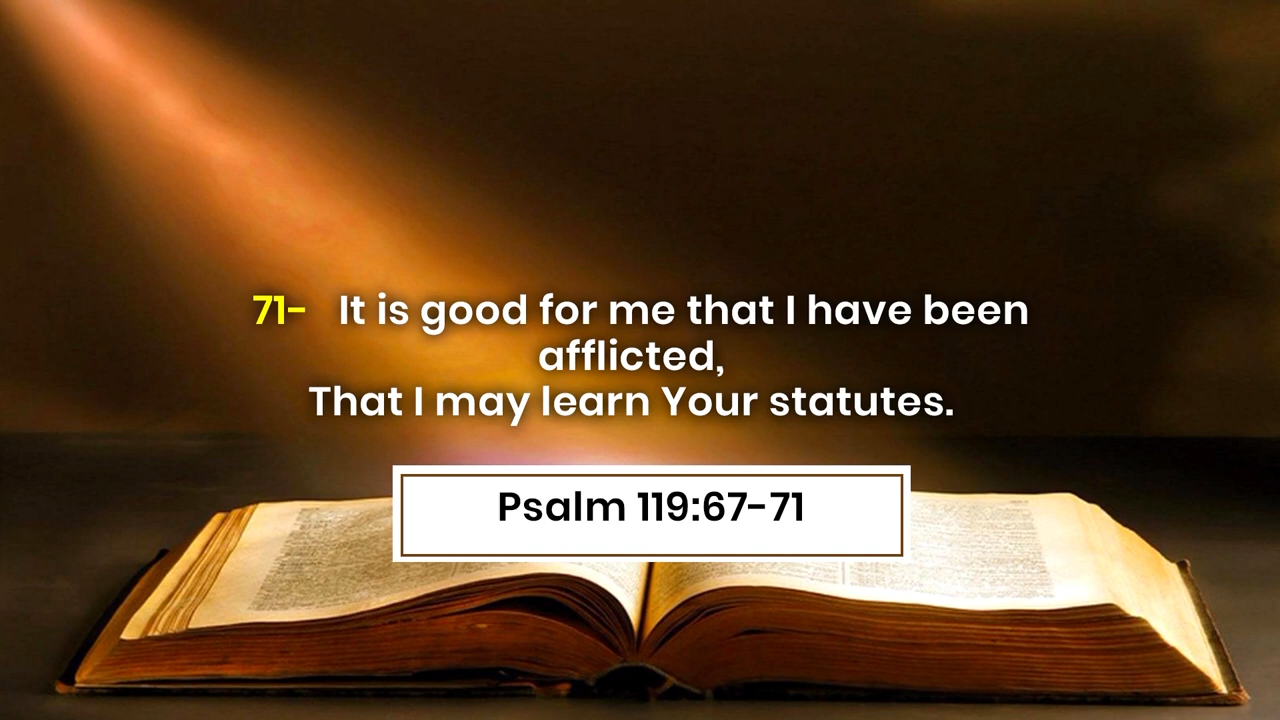 71- It is good for me that I have been
afflicted,
That I may learn Your statutes.
Psalm 119:67-71